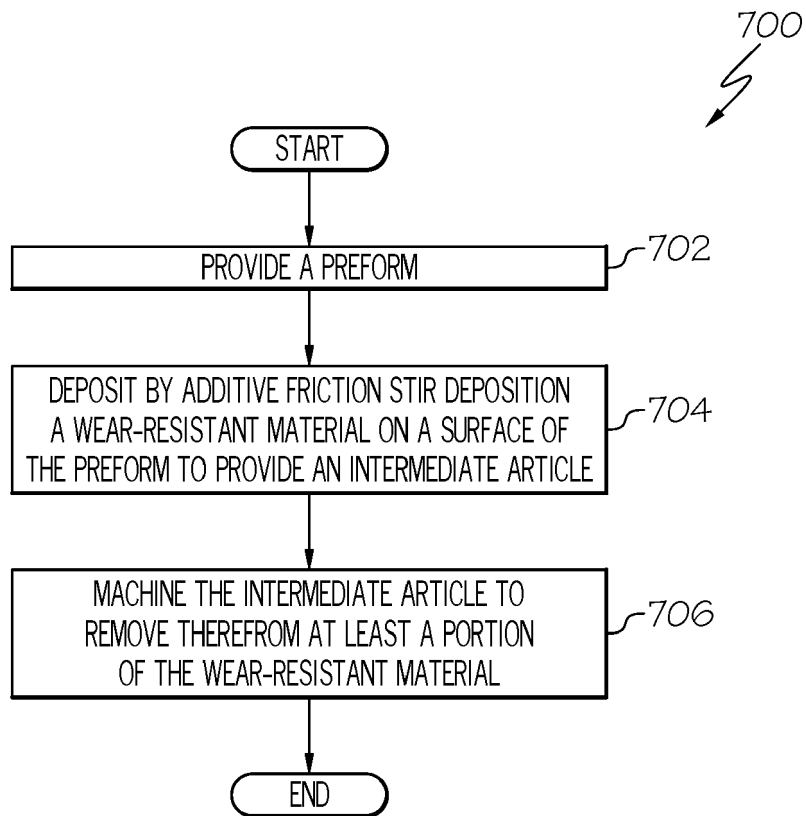 700
START
PROVIDE A PREFORM
702
DEPOSIT BY ADDITIVE FRICTION STIR DEPOSITION
A WEAR-RESISTANT MATERIAL ON A SURFACE OF
THE PREFORM TO PROVIDE AN INTERMEDIATE ARTICLE
704
MACHINE THE INTERMEDIATE ARTICLE TO
REMOVE THEREFROM AT LEAST A PORTION
OF THE WEAR-RESISTANT MATERIAL
706
END